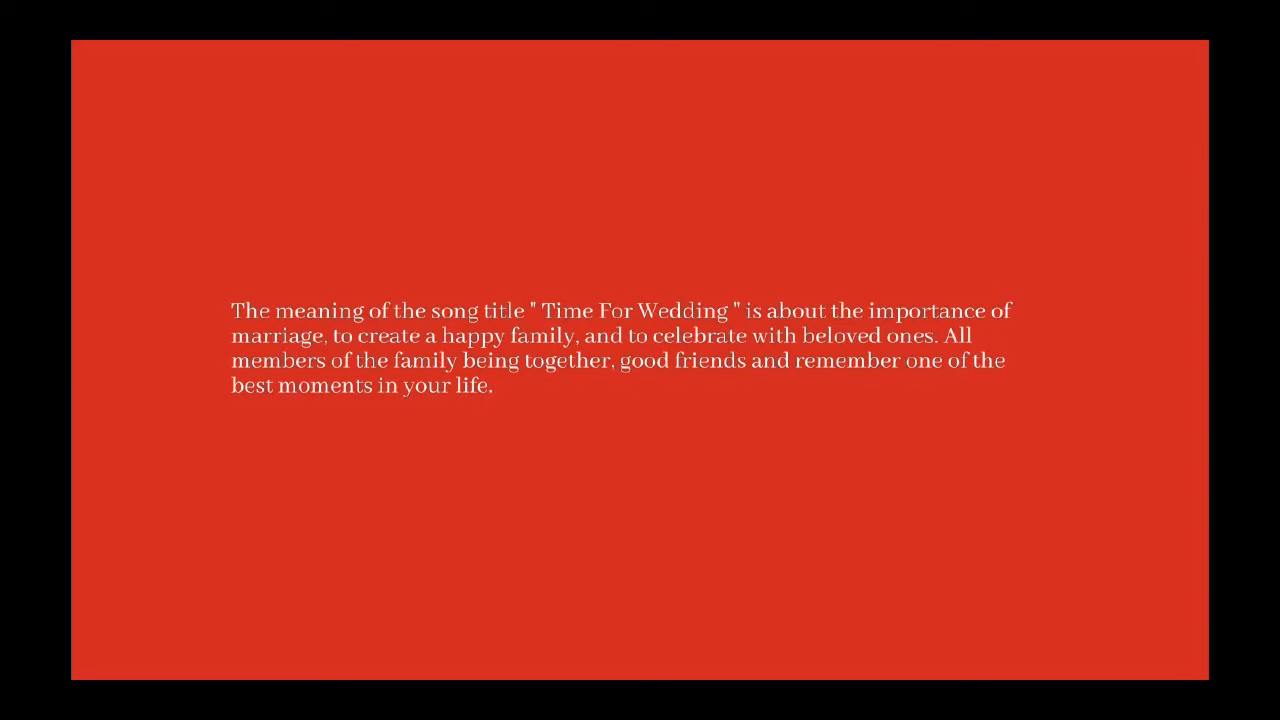 The meaning of the song title " Time For Wedding " is about the importance of
marriage, to create a happy family, and to celebrate with beloved ones. All
members of the family being together, good friends and remember one of the
best moments in your life.